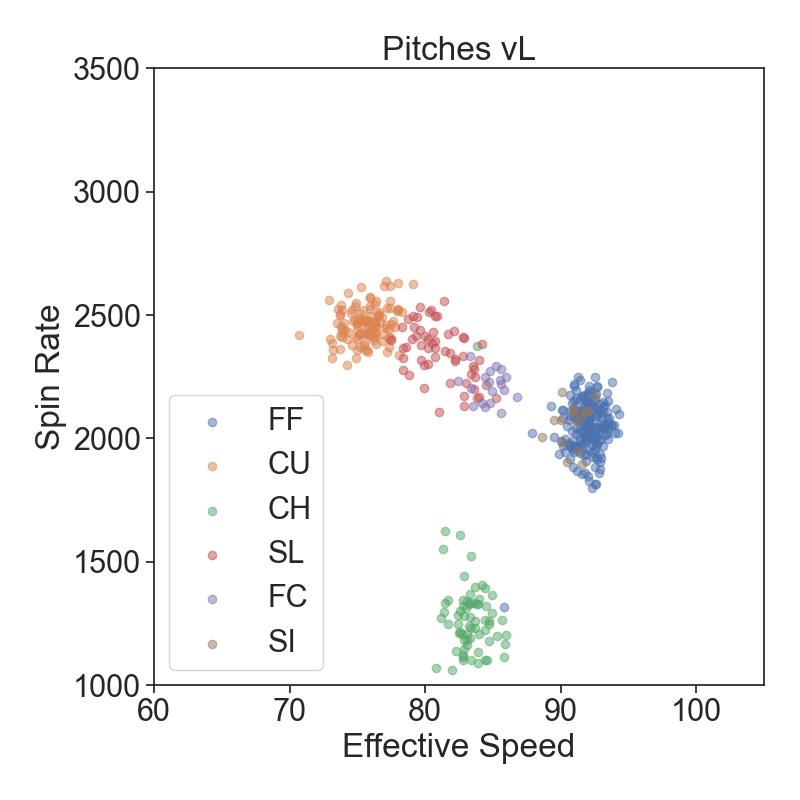 Pitches vL
3500
3000
2500
2000
1500
1000
Spin Rate
FF
CU
CH
SL
FC
SI
60 70 80 90 100
Effective Speed